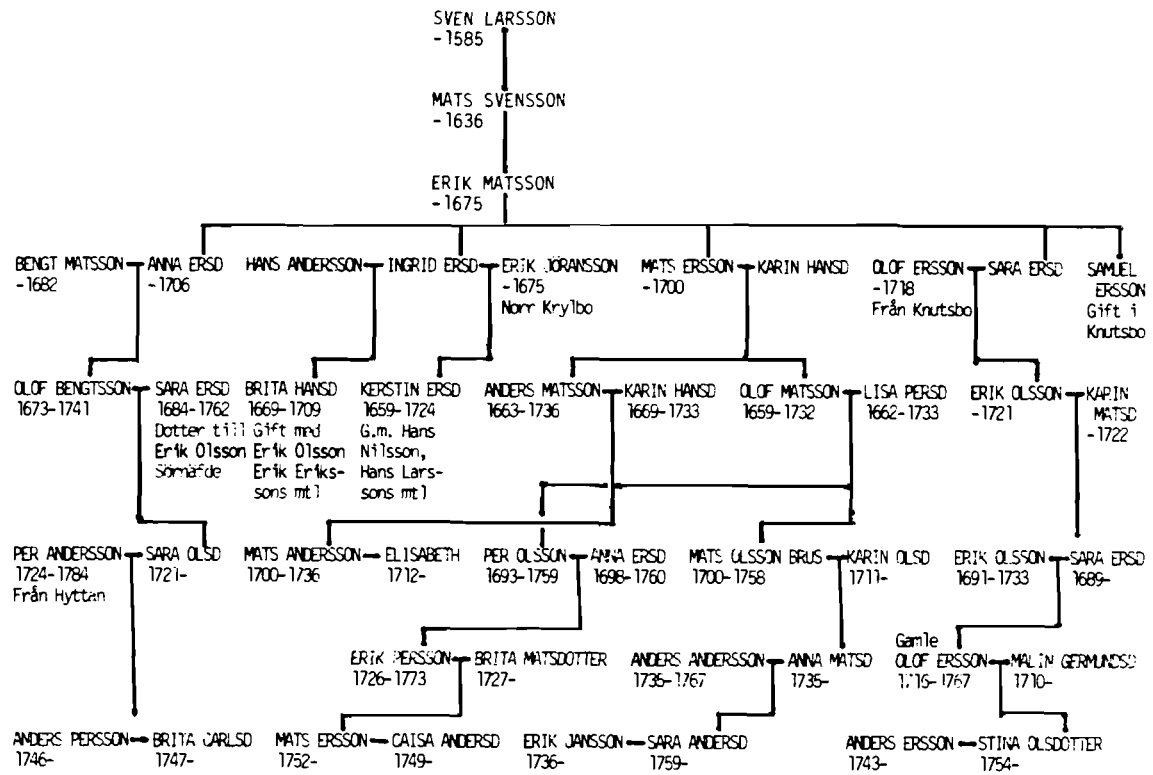 SVEN LARSSON
-1585
MATS SVENSSON
-1636
ERIK MATSSON
-1675
BENGT MATSSON ANNA ERSD HANS ANDERSSON INGRID ERSD ERIK JÖRANSSON MATS ERSSON KARIN HANSD OLOF ERSSON SARA ERSD SAMUEL
-1682 -1706 -1675 -1700 -1718 ERSSON
Norr Krylbo Från Knutsbo Gift i
Knutsbo
OLOF BENGTSSON SARA ERSD BRITA HANSD KERSTIN ERSD ANDERS MATSSON KARIN HANSD OLOF MATSSON LISA PERSD ERIK OLSSON KARIN
1673-1741 1684-1762 1669-1709 1659-1724 1663-1736 1669-1733 1659-1732 1662-1733 -1721 MATSD
Dotter till Gift med G.m. Hans -1722
Erik Olsson Erik Olsson Nilsson,
Sörnäfde Erik Eriks- Hans Lars-
sons mtl sons mtl
PER ANDERSSON SARA OLSD MATS ANDERSSON ELISABETH PER OLSSON ANNA ERSD MATS OLSSON BRUS KARIN OLSD ERIK OLSSON SARA ERSD
1724-1784 1721- 1700-1736 1712- 1693-1759 1698-1760 1700-1758 1711- 1691-1733 1689-
Från Hyttan
Gamle
ERIK PERSSON BRITA MATSDOTTER ANDERS ANDERSSON ANNA MATSD OLOF ERSSON MALIN GERMUNDSD
1726-1773 1727- 1735-1767 1735- 1716-1767 1710-
ANDERS PERSSON BRITA CARLSD MATS ERSSON CAISA ANDERSD ERIK JANSSON SARA ANDERSD ANDERS ERSSON STINA OLSDOTTER
1746- 1747- 1752- 1749- 1736- 1759- 1743- 1754-